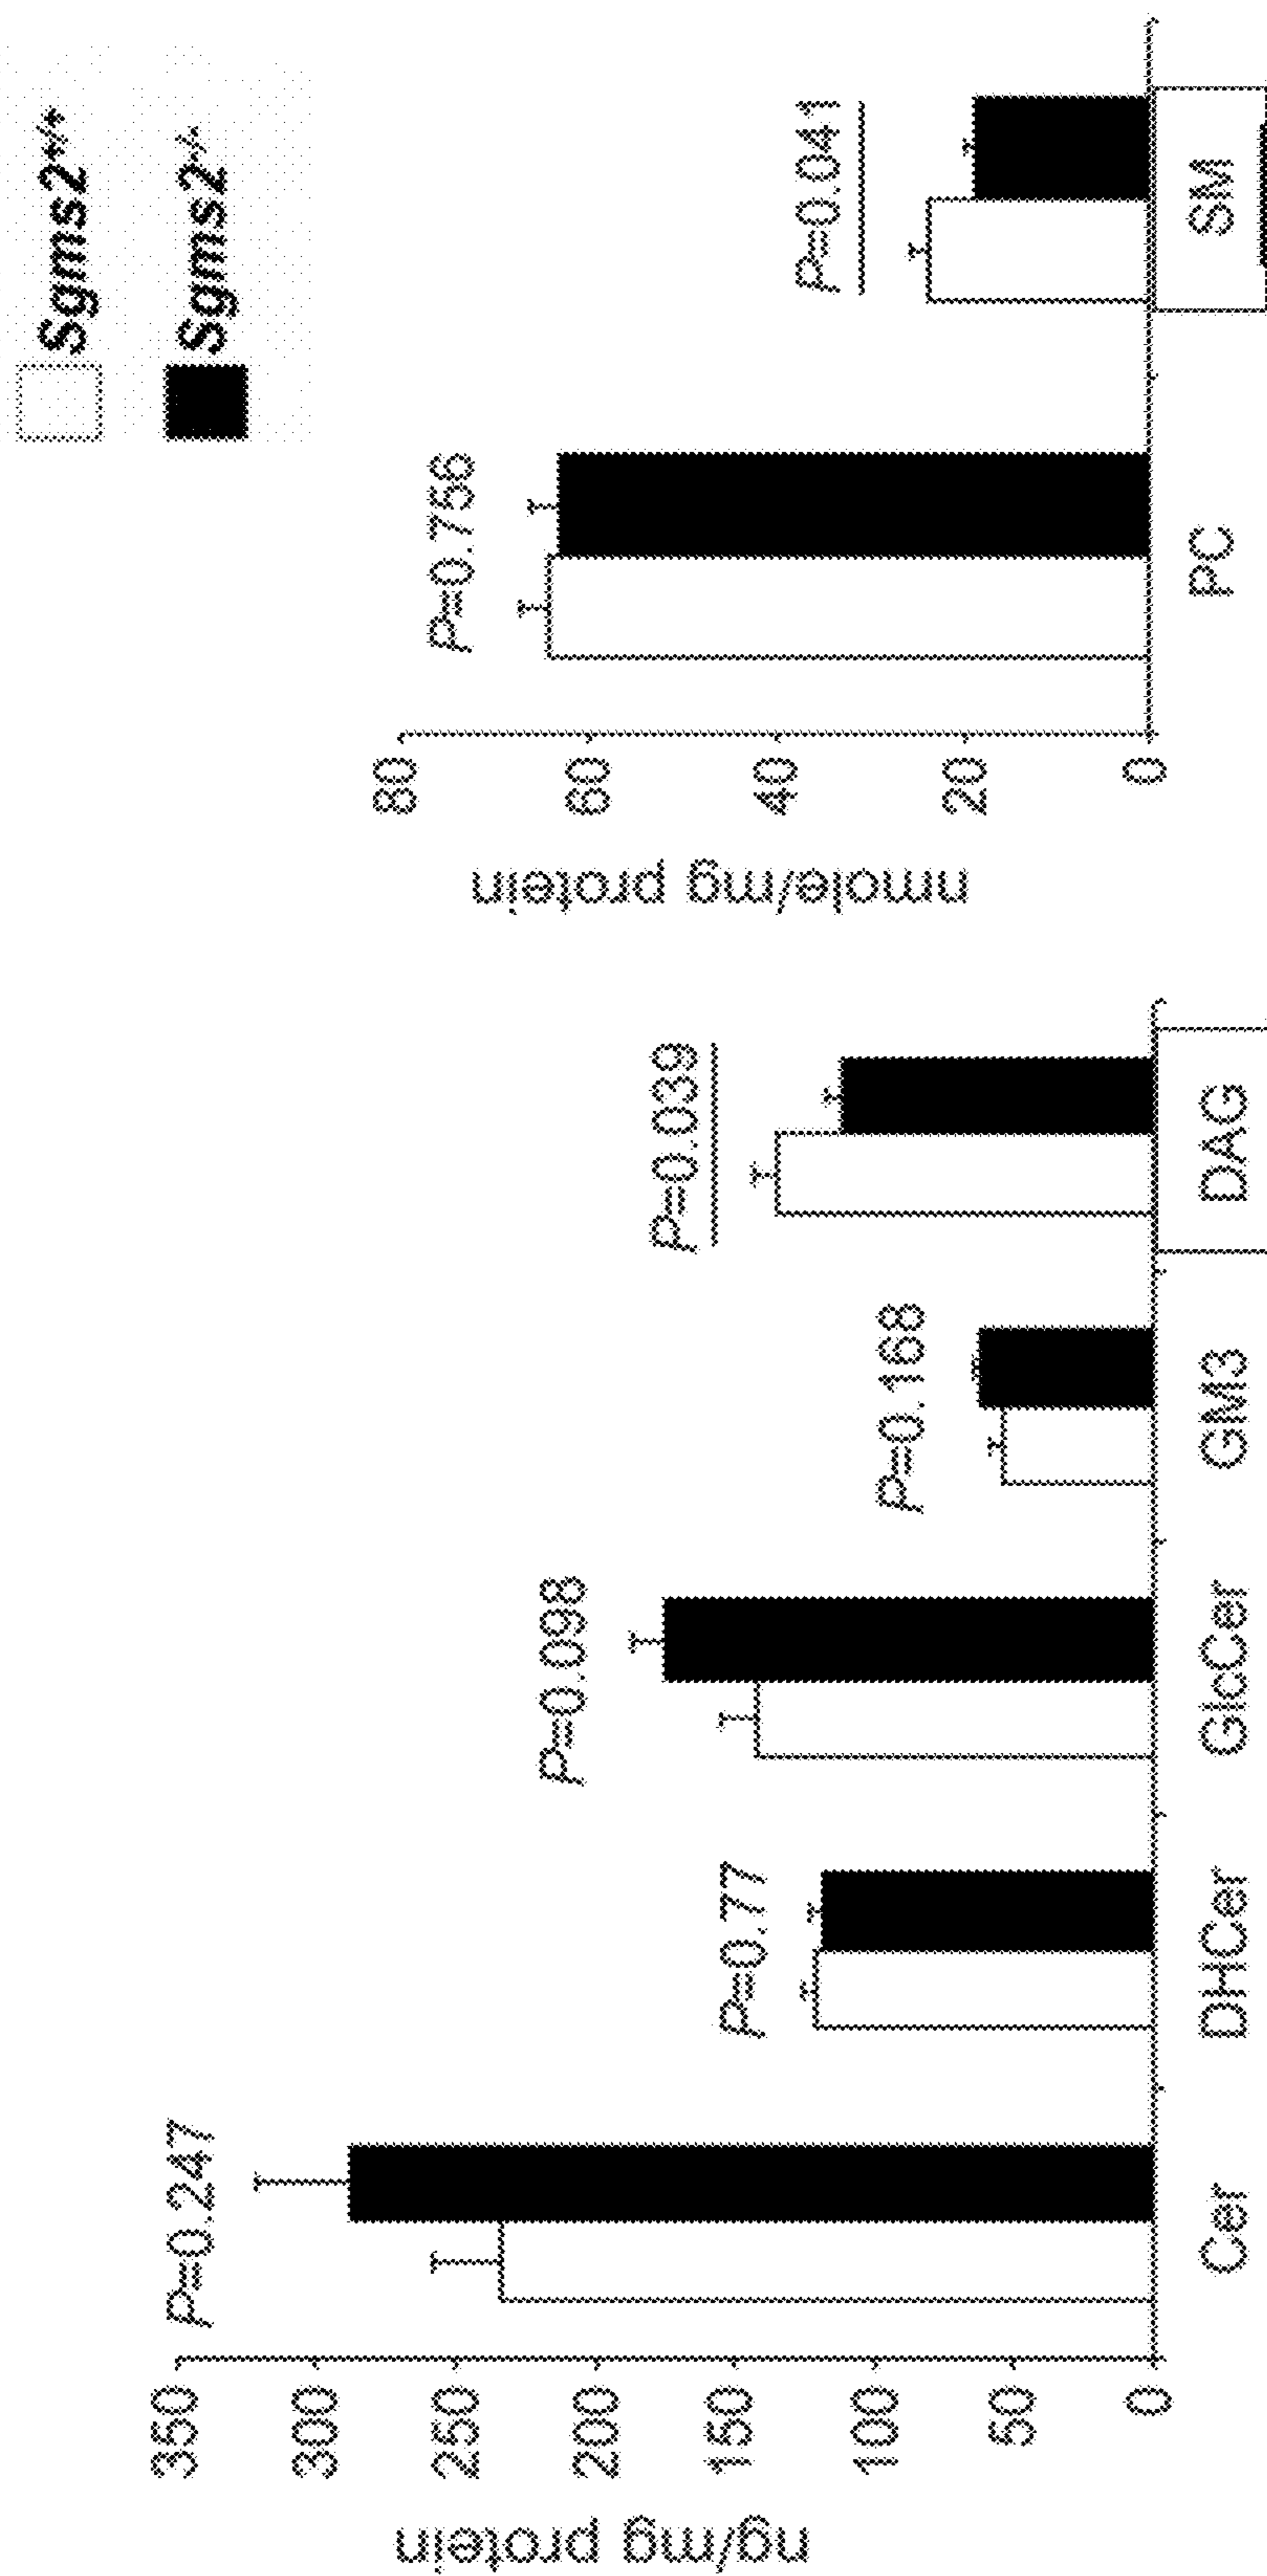 Sgms2+/+
Sgms2-/-
ng/mg protein
350
300
250
200
150
100
50
0
P=0.247
P=0.77
P=0.098
P=0.168
P=0.039
Cer
DHCer
GlcCer
GM3
DAG
nmole/mg protein
80
60
40
20
0
P=0.756
P=0.041
PC
SM